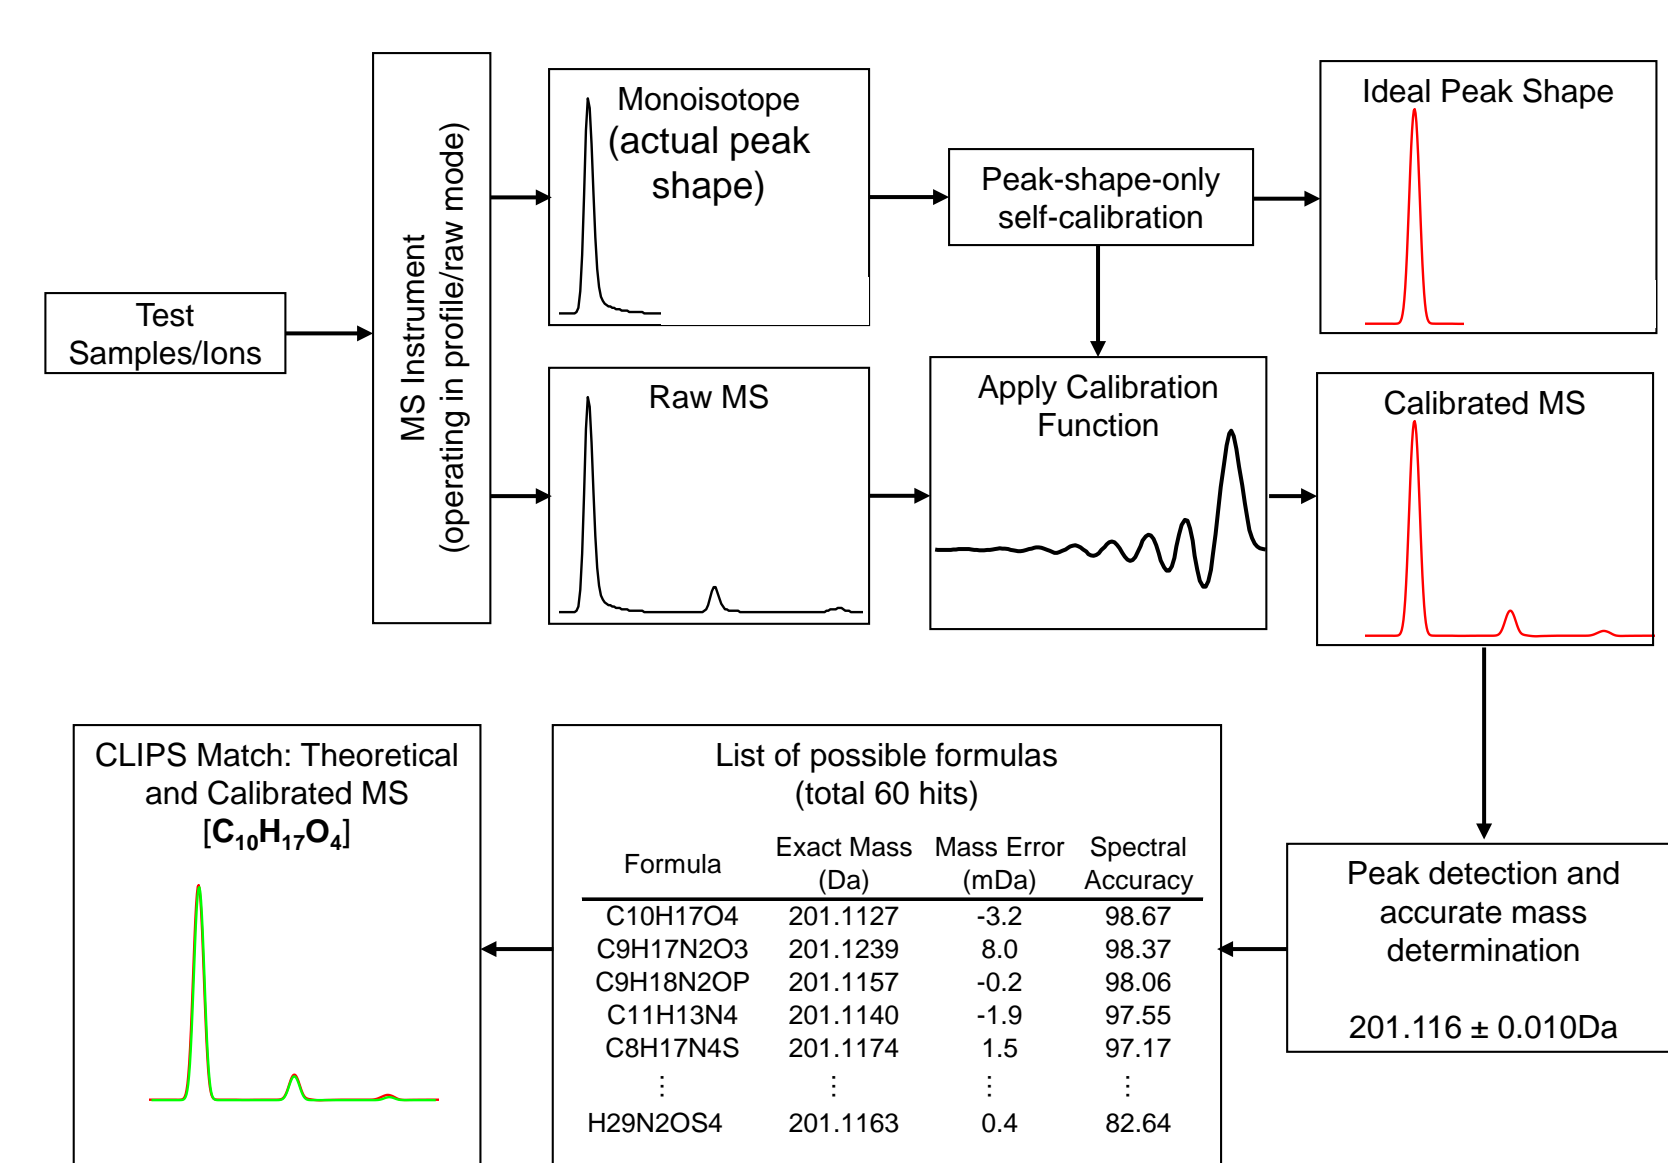 Test
Samples/Ions
MS Instrument
(operating in profile/raw mode)
Monoisotope
(actual peak
shape)
Peak-shape-only
self-calibration
Ideal Peak Shape
Raw MS
Apply Calibration
Function
Calibrated MS
Peak detection and
accurate mass
determination
201.116 ± 0.010Da
List of possible formulas
(total 60 hits)
Formula Exact Mass (Da) Mass Error (mDa) Spectral Accuracy
C10H17O4 201.1127 -3.2 98.67
C9H17N2O3 201.1239 8.0 98.37
C9H18N2OP 201.1157 -0.2 98.06
C11H13N4 201.1140 -1.9 97.55
C8H17N4S 201.1174 1.5 97.17
⋮ ⋮ ⋮ ⋮
H29N2OS4 201.1163 0.4 82.64
CLIPS Match: Theoretical
and Calibrated MS
[C₁₀H₁₇O₄]